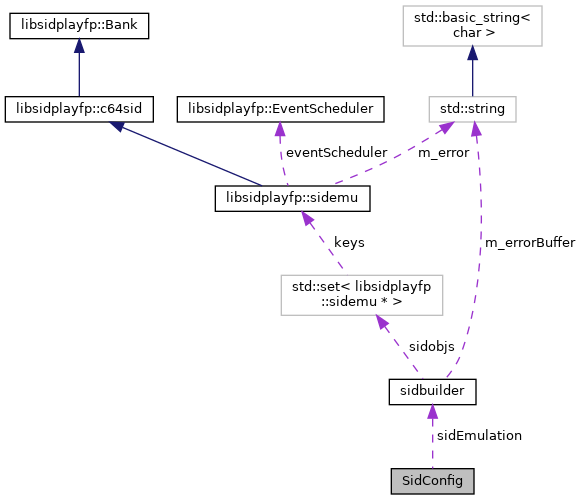 libsidplayfp::Bank
std::basic_string<
char >
libsidplayfp::c64sid
libsidplayfp::EventScheduler
std::string
eventScheduler
m_error
libsidplayfp::sidemu
keys
m_errorBuffer
std::set< libsidplayfp
::sidemu * >
sidobjs
sidbuilder
sidEmulation
SidConfig